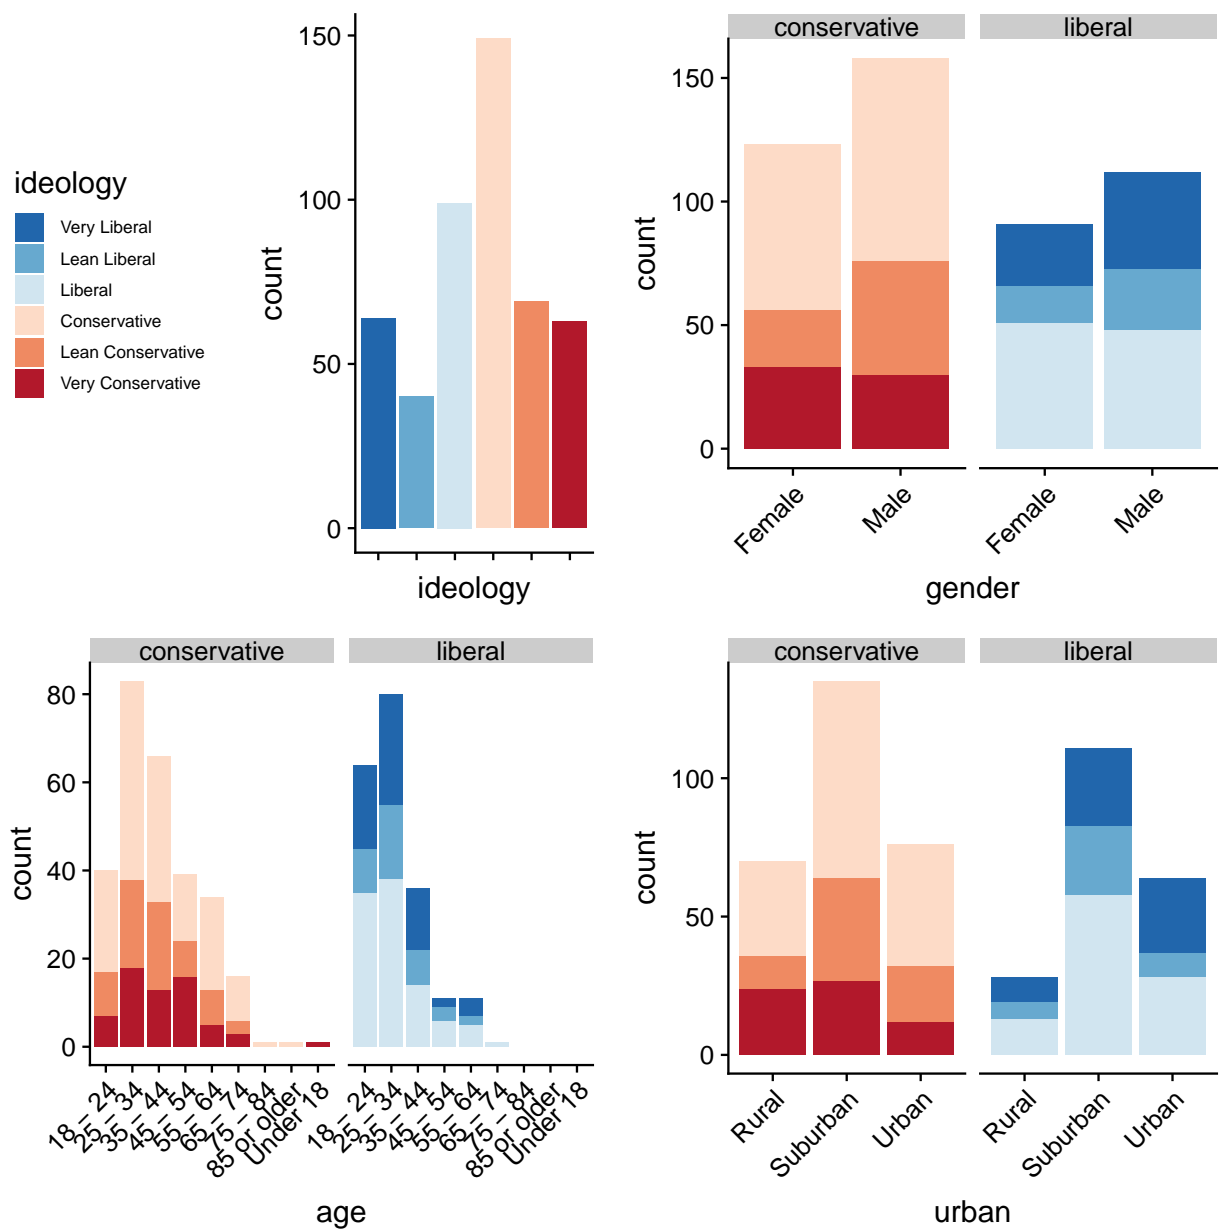 ideology
Very Liberal
Lean Liberal
Liberal
Conservative
Lean Conservative
Very Conservative
150
100
50
0
count
ideology
conservative
liberal
150
100
50
0
count
Female
Male
Female
Male
gender
conservative
liberal
80
60
40
20
0
count
18 – 24
25 – 34
35 – 44
45 – 54
55 – 64
65 – 74
75 – 84
85 or older
Under 18
18 – 24
25 – 34
35 – 44
45 – 54
55 – 64
65 – 74
75 – 84
85 or older
Under 18
age
conservative
liberal
100
50
0
count
Rural
Suburban
Urban
Rural
Suburban
Urban
urban